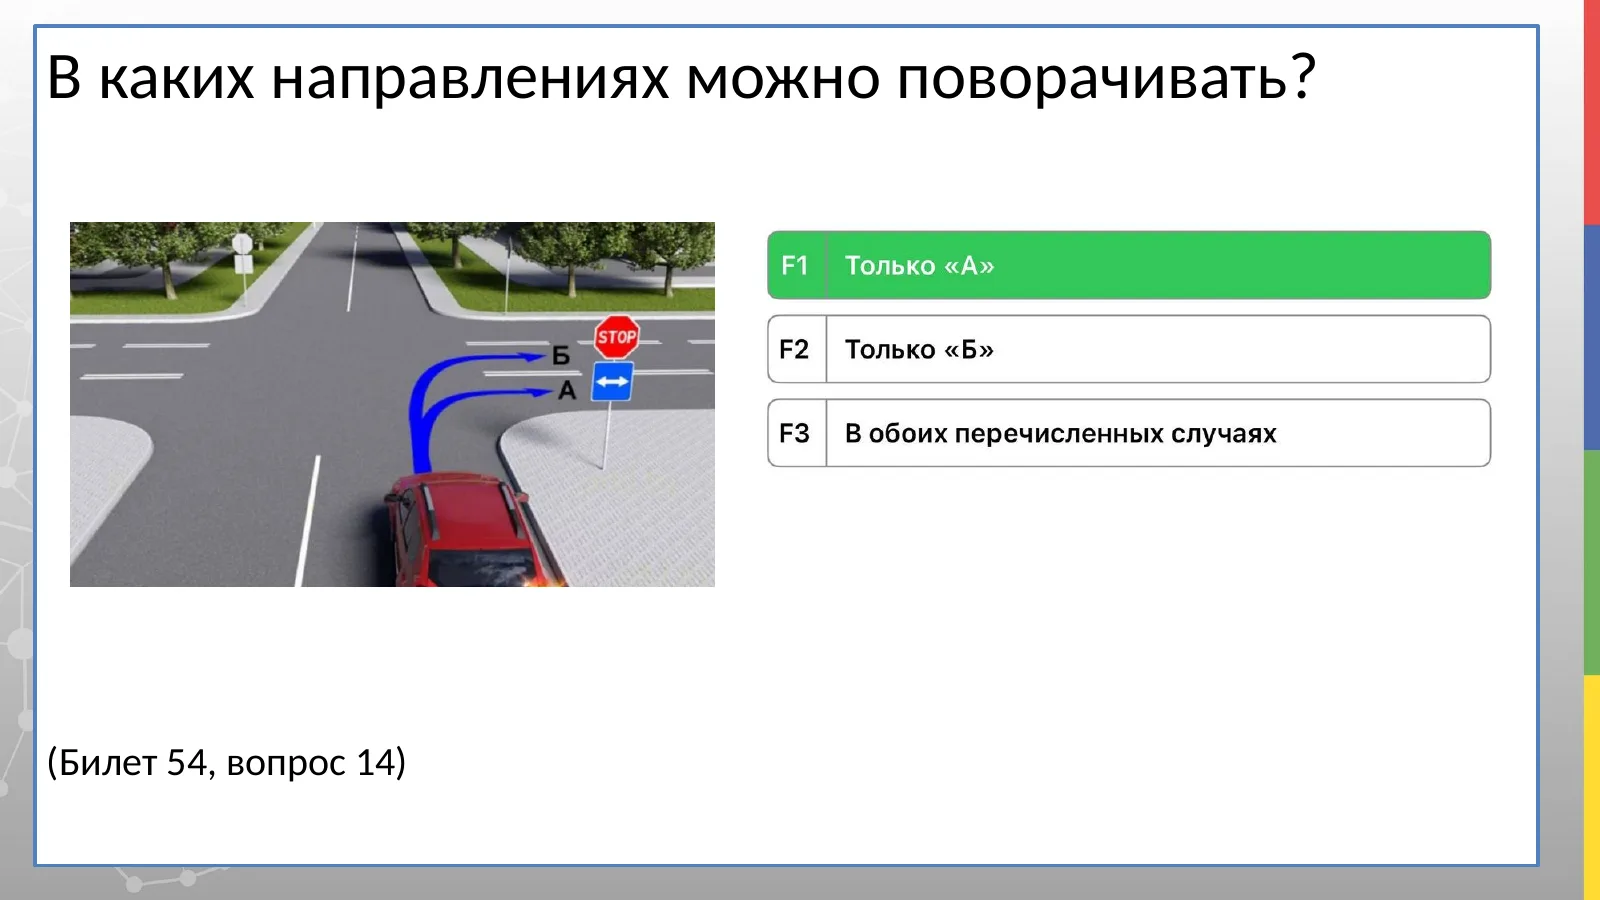 В каких направлениях можно поворачивать?
STOP
Б
А
F1 Только «А»
F2 Только «Б»
F3 В обоих перечисленных случаях
(Билет 54, вопрос 14)